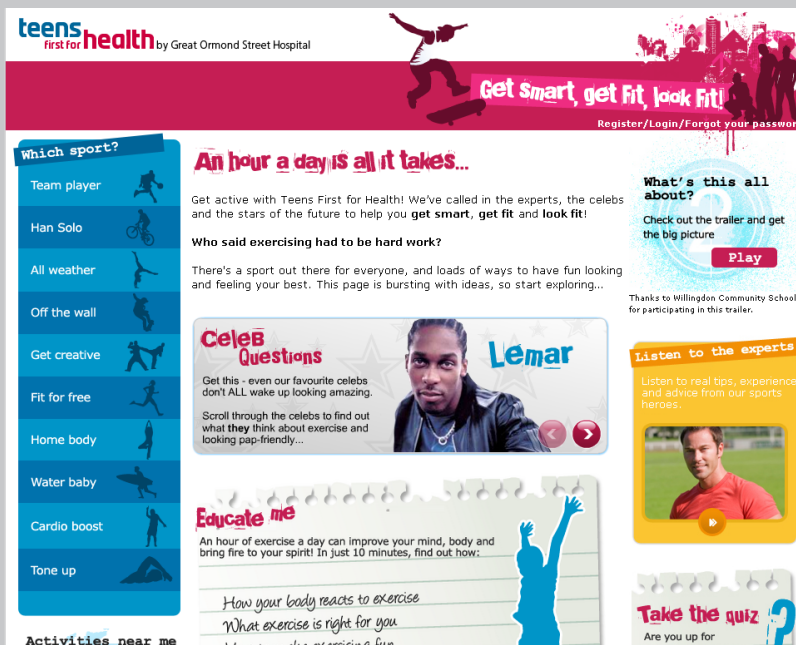 teens
first for health by Great Ormond Street Hospital
Get smart, get fit, look fit!
Register/Login/Forgot your passwor
Which sport?
Team player
Han Solo
All weather
Off the wall
Get creative
Fit for free
Home body
Water baby
Cardio boost
Tone up
Activities near me
An hour a day is all it takes...
Get active with Teens First for Health! We've called in the experts, the celebs
and the stars of the future to help you get smart, get fit and look fit!
Who said exercising had to be hard work?
There's a sport out there for everyone, and loads of ways to have fun looking
and feeling your best. This page is bursting with ideas, so start exploring...
Celeb
Questions
Get this - even our favourite celebs
don't ALL wake up looking amazing.
Scroll through the celebs to find out
what they think about exercise and
looking pap-friendly...
Lemar
Educate me
An hour of exercise a day can improve your mind, body and
bring fire to your spirit! In just 10 minutes, find out how:
How your body reacts to exercise
What exercise is right for you
What's this all
about?
Check out the trailer and get
the big picture
Play
Thanks to Willingdon Community School
for participating in this trailer.
Listen to the experts
Listen to real tips, experience
and advice from our sports
heroes.
Take the quiz
Are you up for